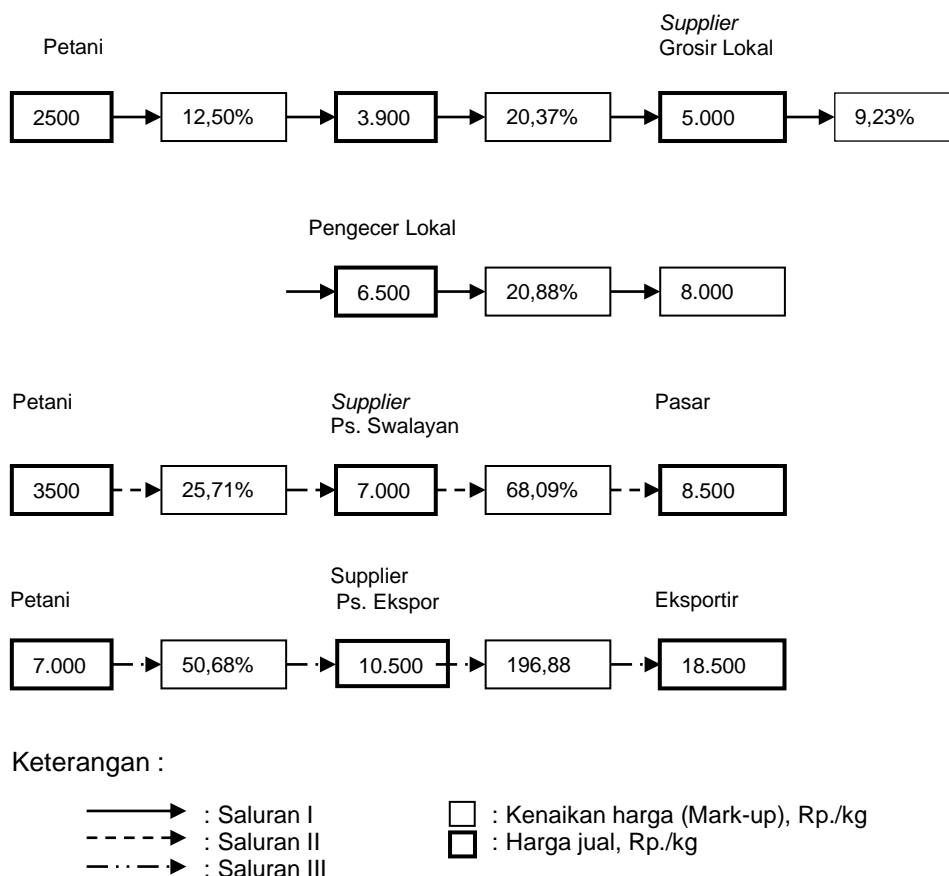 Petani
Supplier
Grosir Lokal
2500 12,50% 3.900 20,37% 5.000 9,23%
Pengecer Lokal
6.500 20,88% 8.000
Petani Supplier Pasar
Ps. Swalayan
3500 25,71% 7.000 68,09% 8.500
Petani Supplier Eksportir
Ps. Ekspor
7.000 50,68% 10.500 196,88 18.500
Keterangan :
: Saluran I : Kenaikan harga (Mark-up), Rp./kg
: Saluran II : Harga jual, Rp./kg
: Saluran III